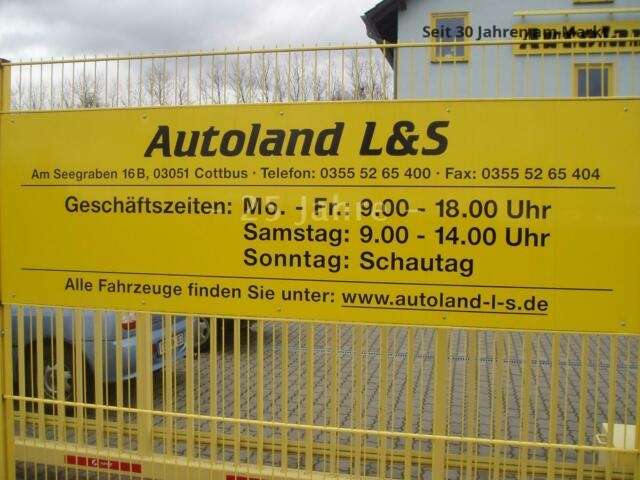 Seit 30 Jahren am Markt
Autoland L&S
Am Seegraben 16B, 03051 Cottbus · Telefon: 0355 52 65 400 · Fax: 0355 52 65 404
- 25 Jahre -
Geschäftszeiten: Mo. - Fr.: 9.00 - 18.00 Uhr
Samstag: 9.00 - 14.00 Uhr
Sonntag: Schautag
Alle Fahrzeuge finden Sie unter: www.autoland-l-s.de